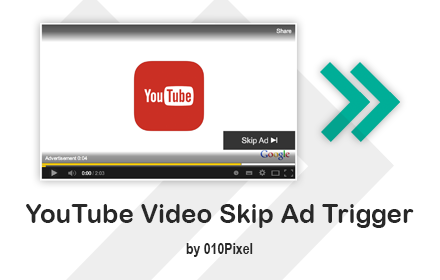 Share
YouTube
Skip Ad
Google
Advertisement 0:04
0:00 / 2:03
YouTube Video Skip Ad Trigger
by 010Pixel